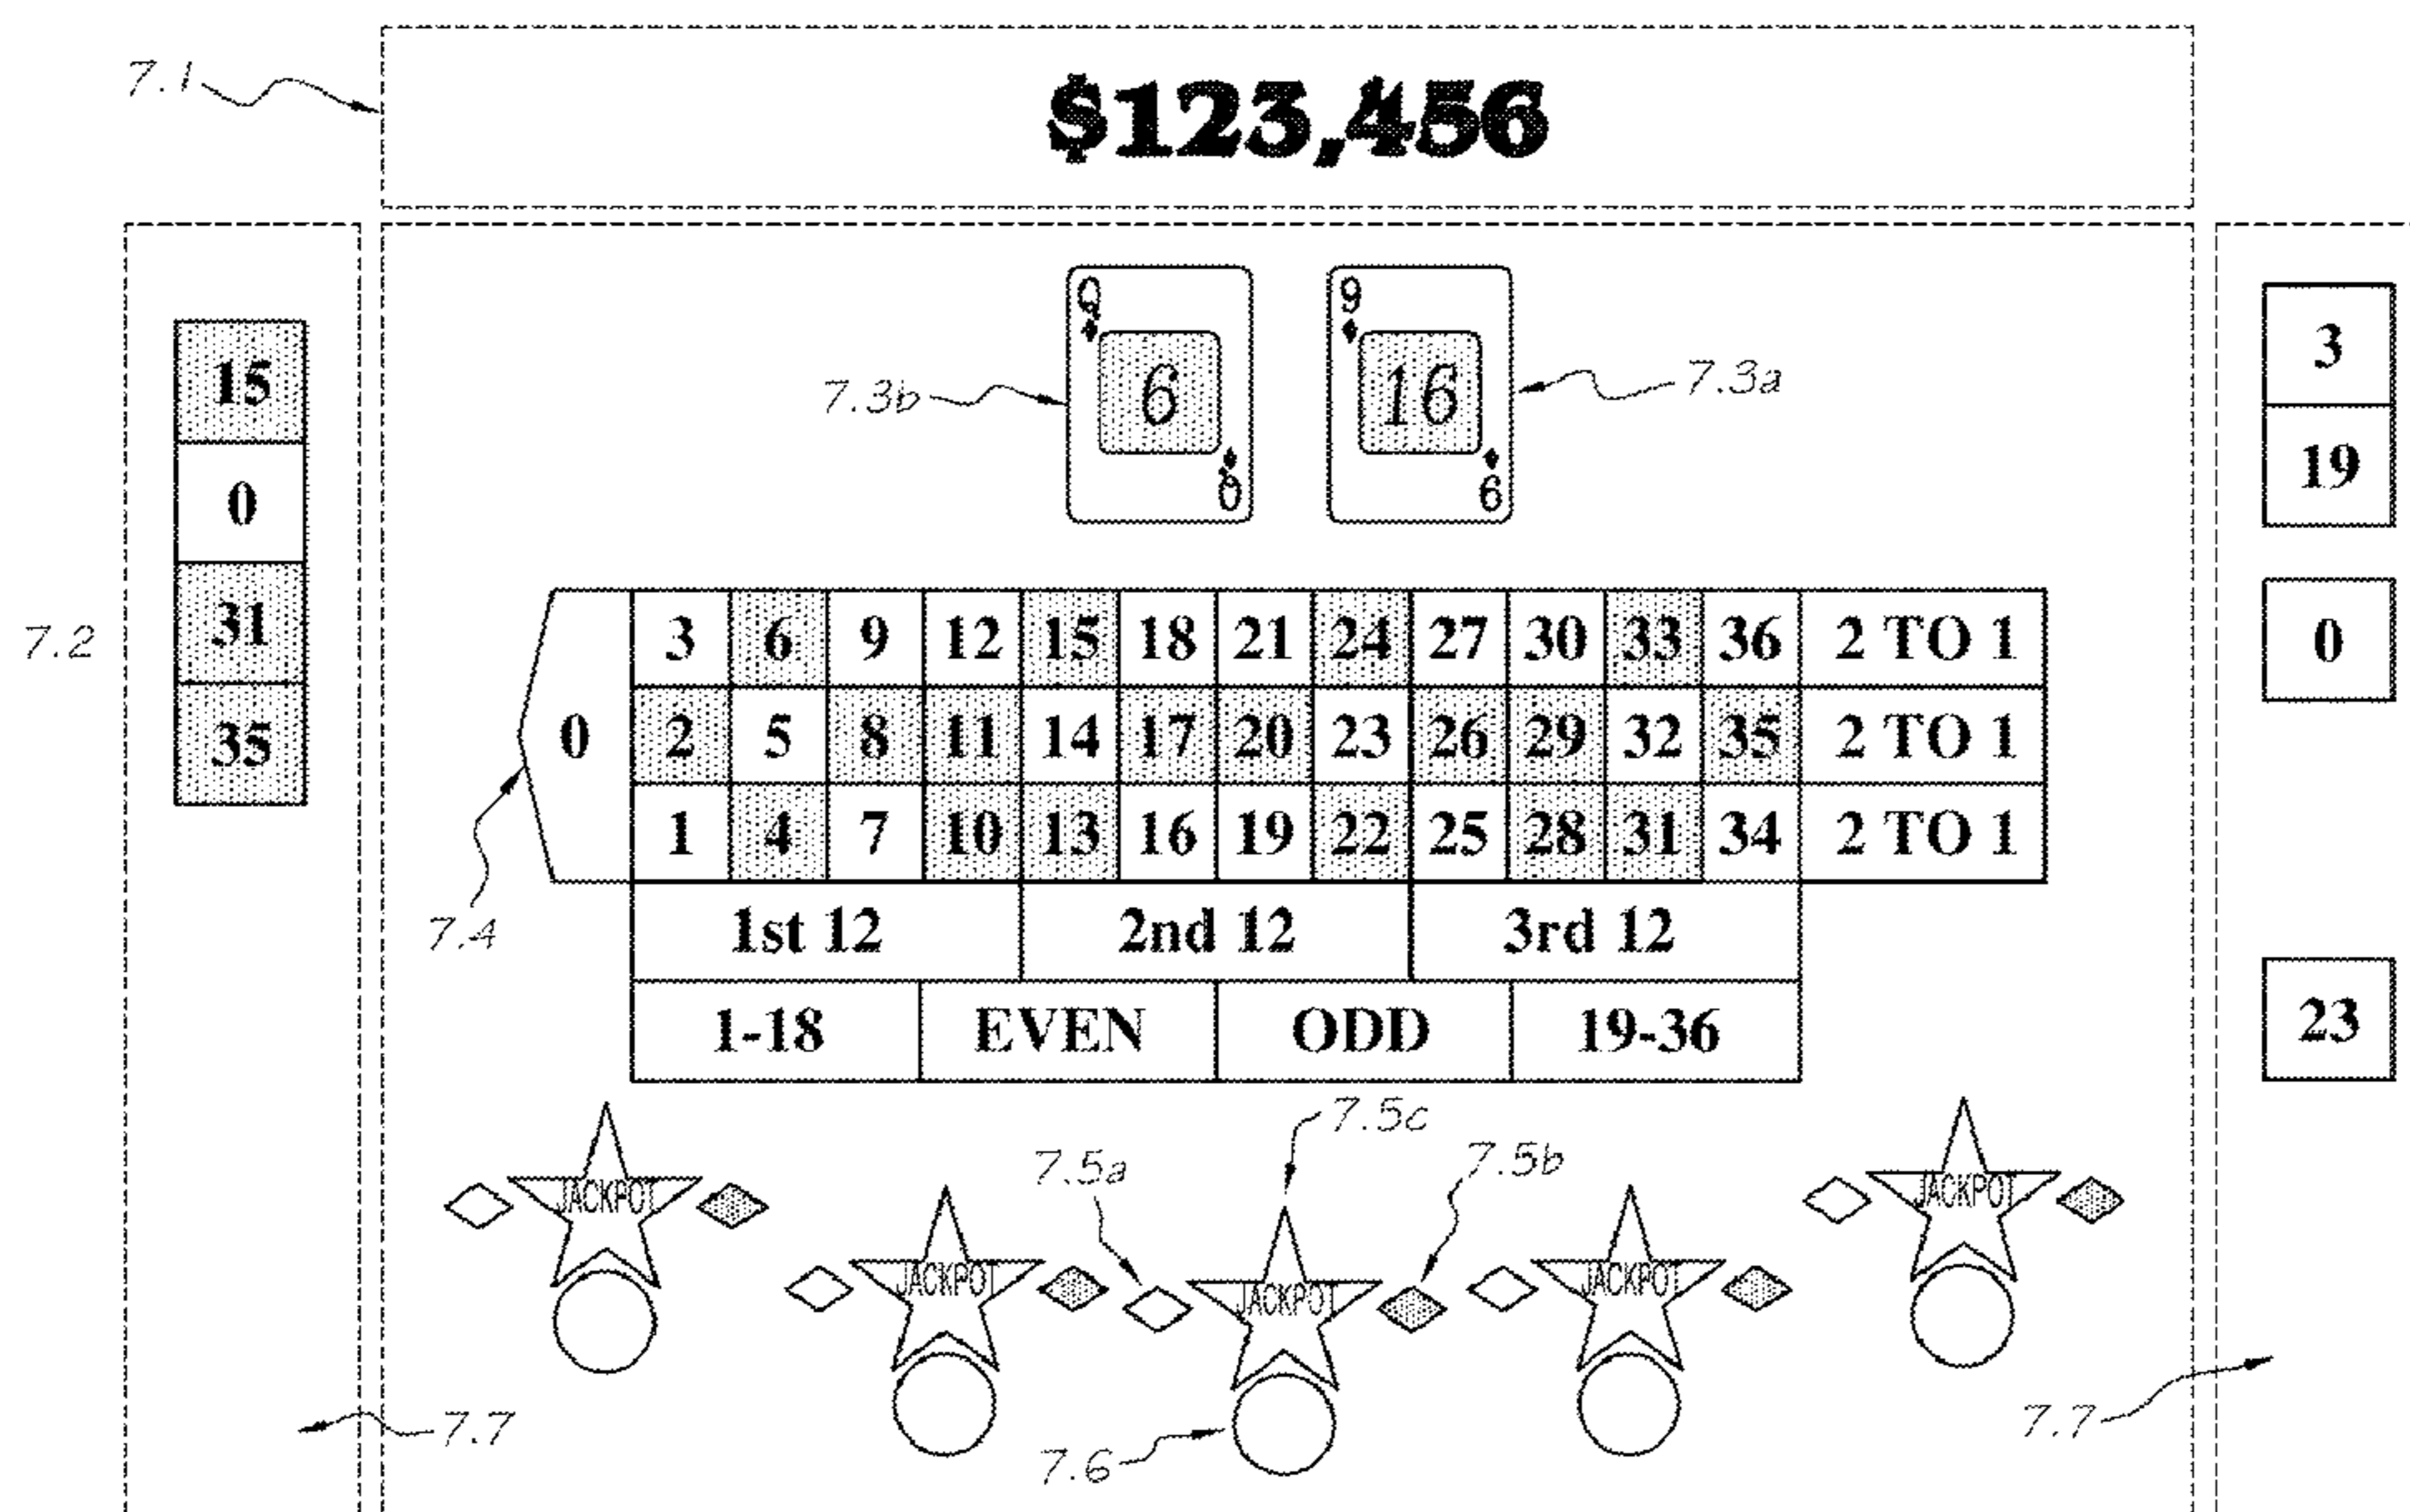 7.1
$123,456
Q
6
Q
9
16
9
7.3b
7.3a
15
0
31
35
7.2
3
19
0
23
0
3 6 9 12 15 18 21 24 27 30 33 36 2 TO 1
2 5 8 11 14 17 20 23 26 29 32 35 2 TO 1
1 4 7 10 13 16 19 22 25 28 31 34 2 TO 1
7.4
1st 12 2nd 12 3rd 12
1-18 EVEN ODD 19-36
7.5c
7.5a
7.5b
JACKPOT
JACKPOT
JACKPOT
JACKPOT
JACKPOT
7.7
7.6
7.7